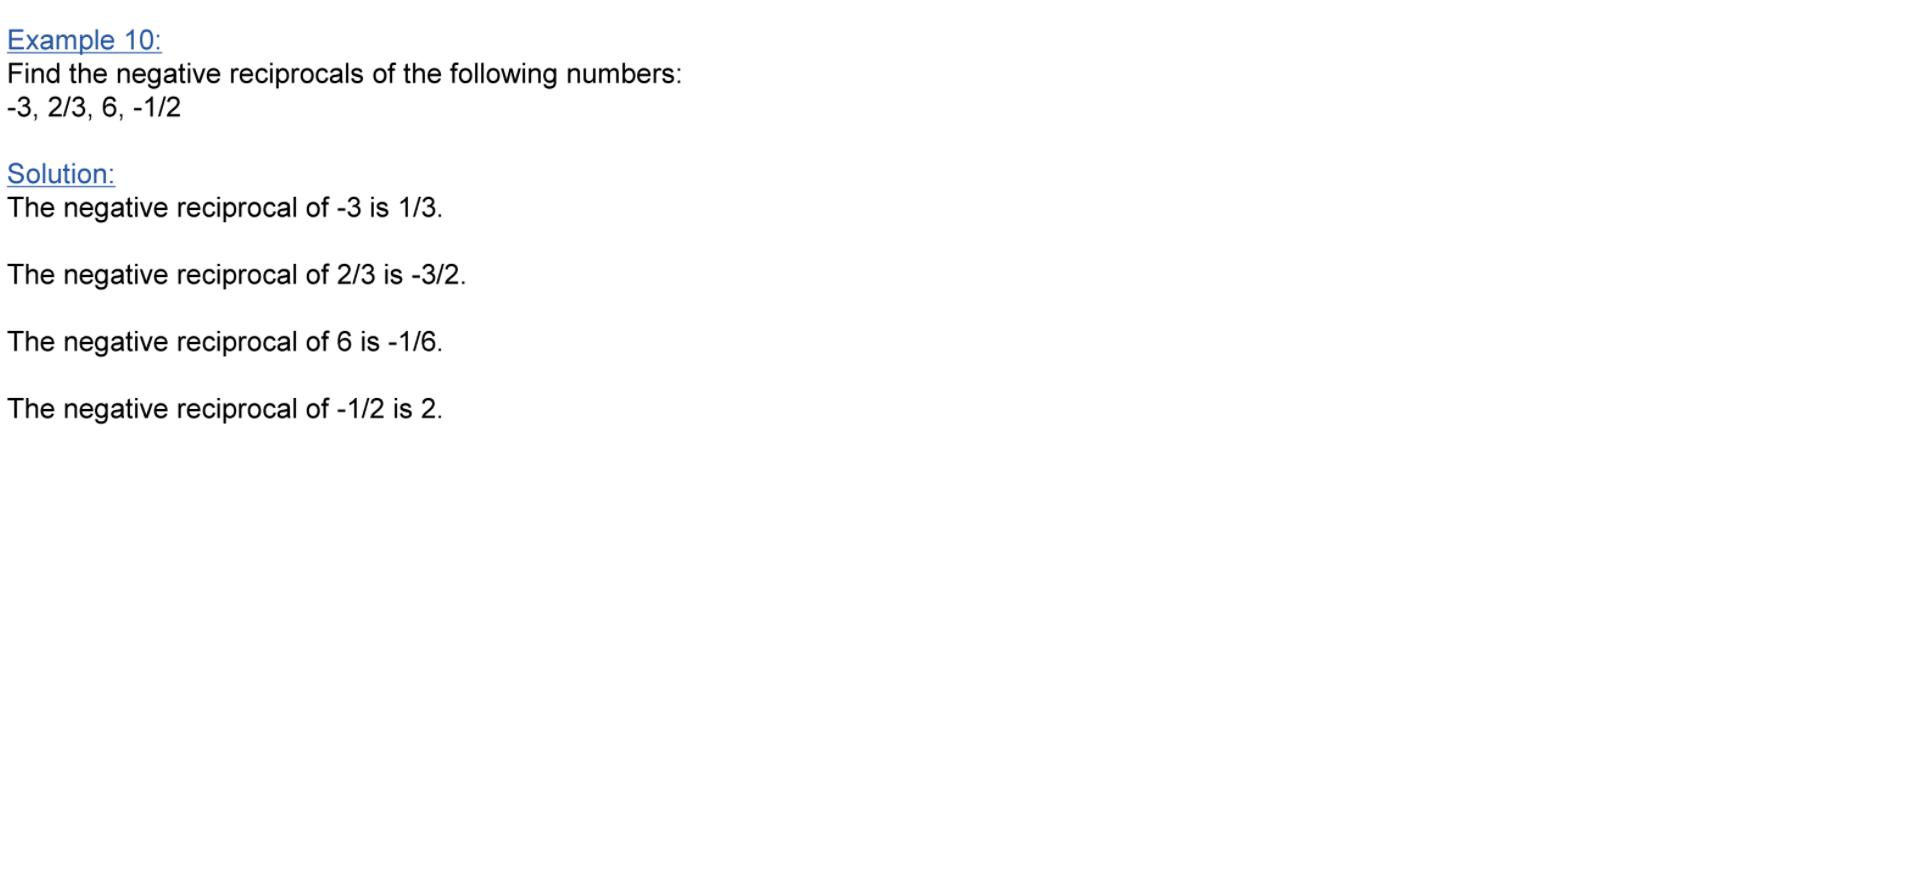 Example 10:
Find the negative reciprocals of the following numbers:
-3, 2/3, 6, -1/2
Solution:
The negative reciprocal of -3 is 1/3.
The negative reciprocal of 2/3 is -3/2.
The negative reciprocal of 6 is -1/6.
The negative reciprocal of -1/2 is 2.